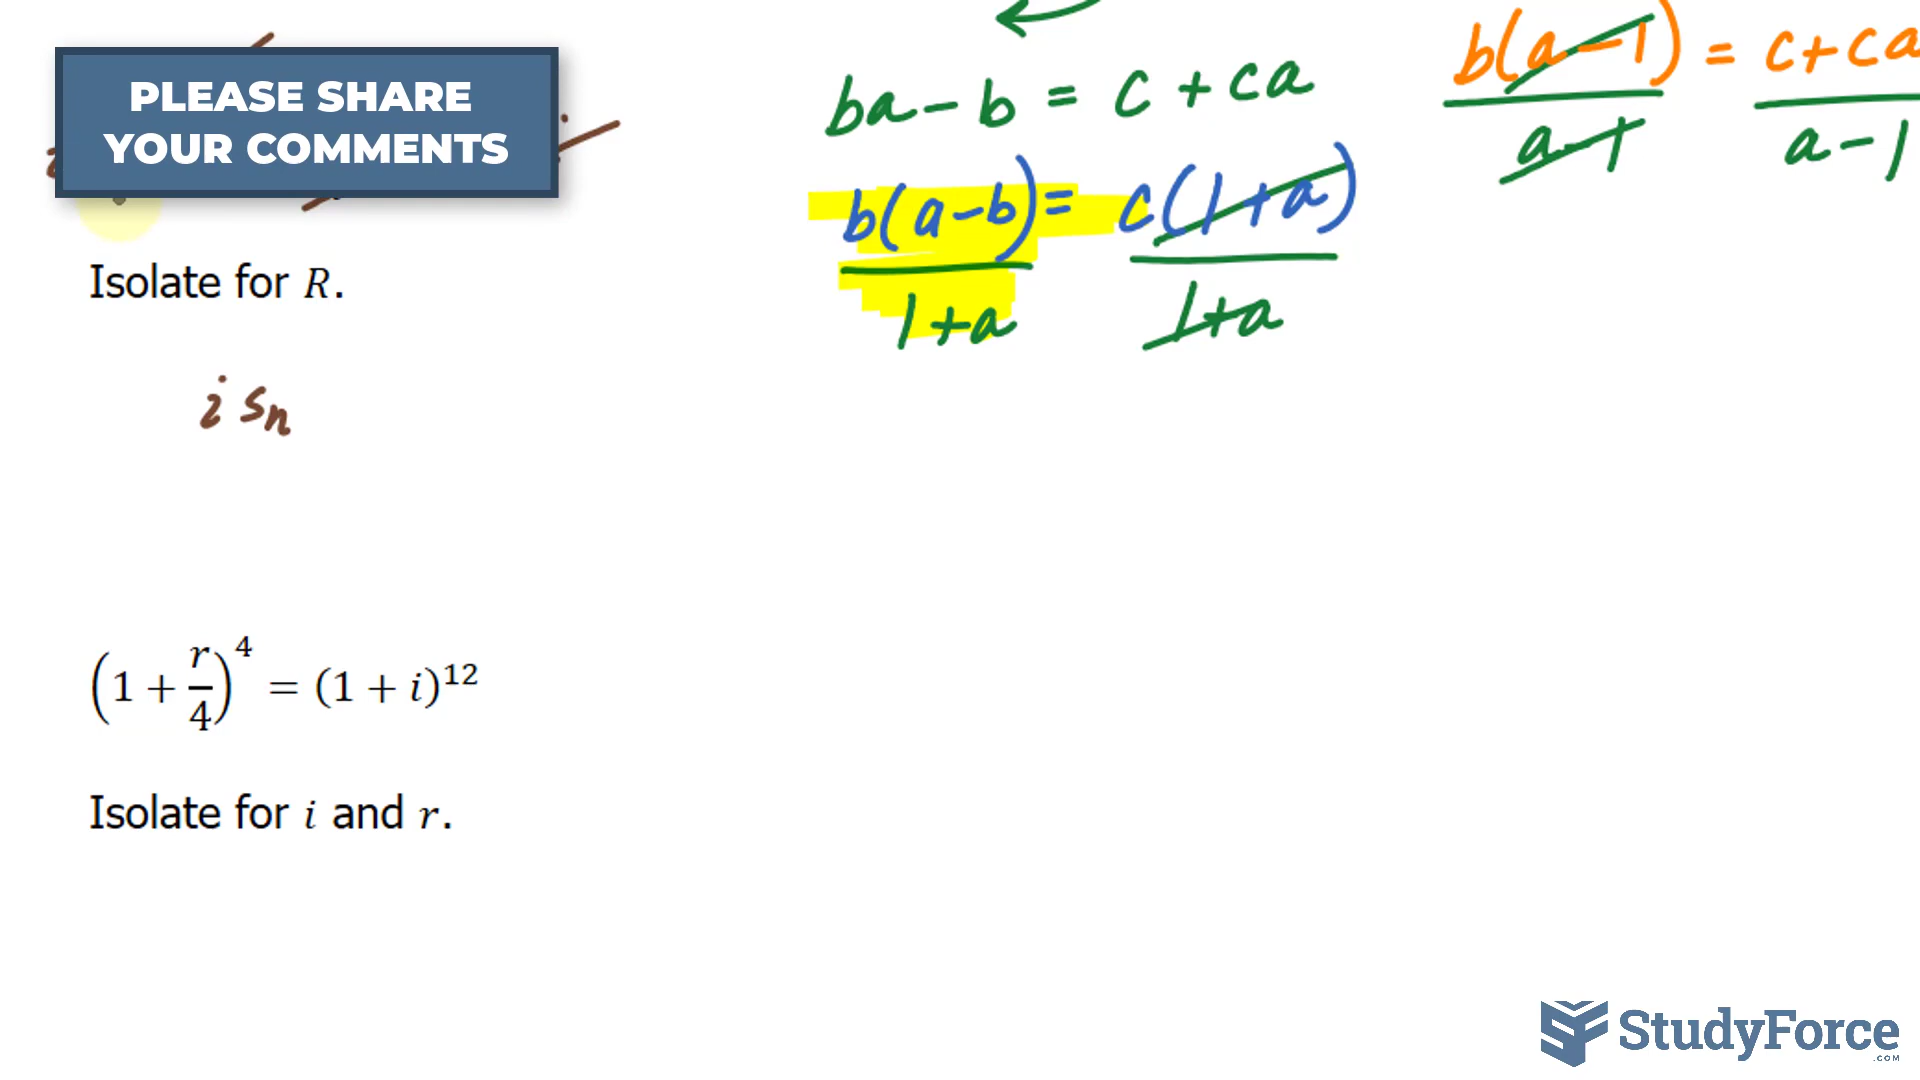 PLEASE SHARE
YOUR COMMENTS
Isolate for R.
i sn
(1 + r/4)^4 = (1 + i)^12
Isolate for i and r.
ba - b = c + ca
b(a-b) = c(1+a)
1+a 1+a
b(a-1) = c+ca
a-1 a-1
StudyForce
.COM